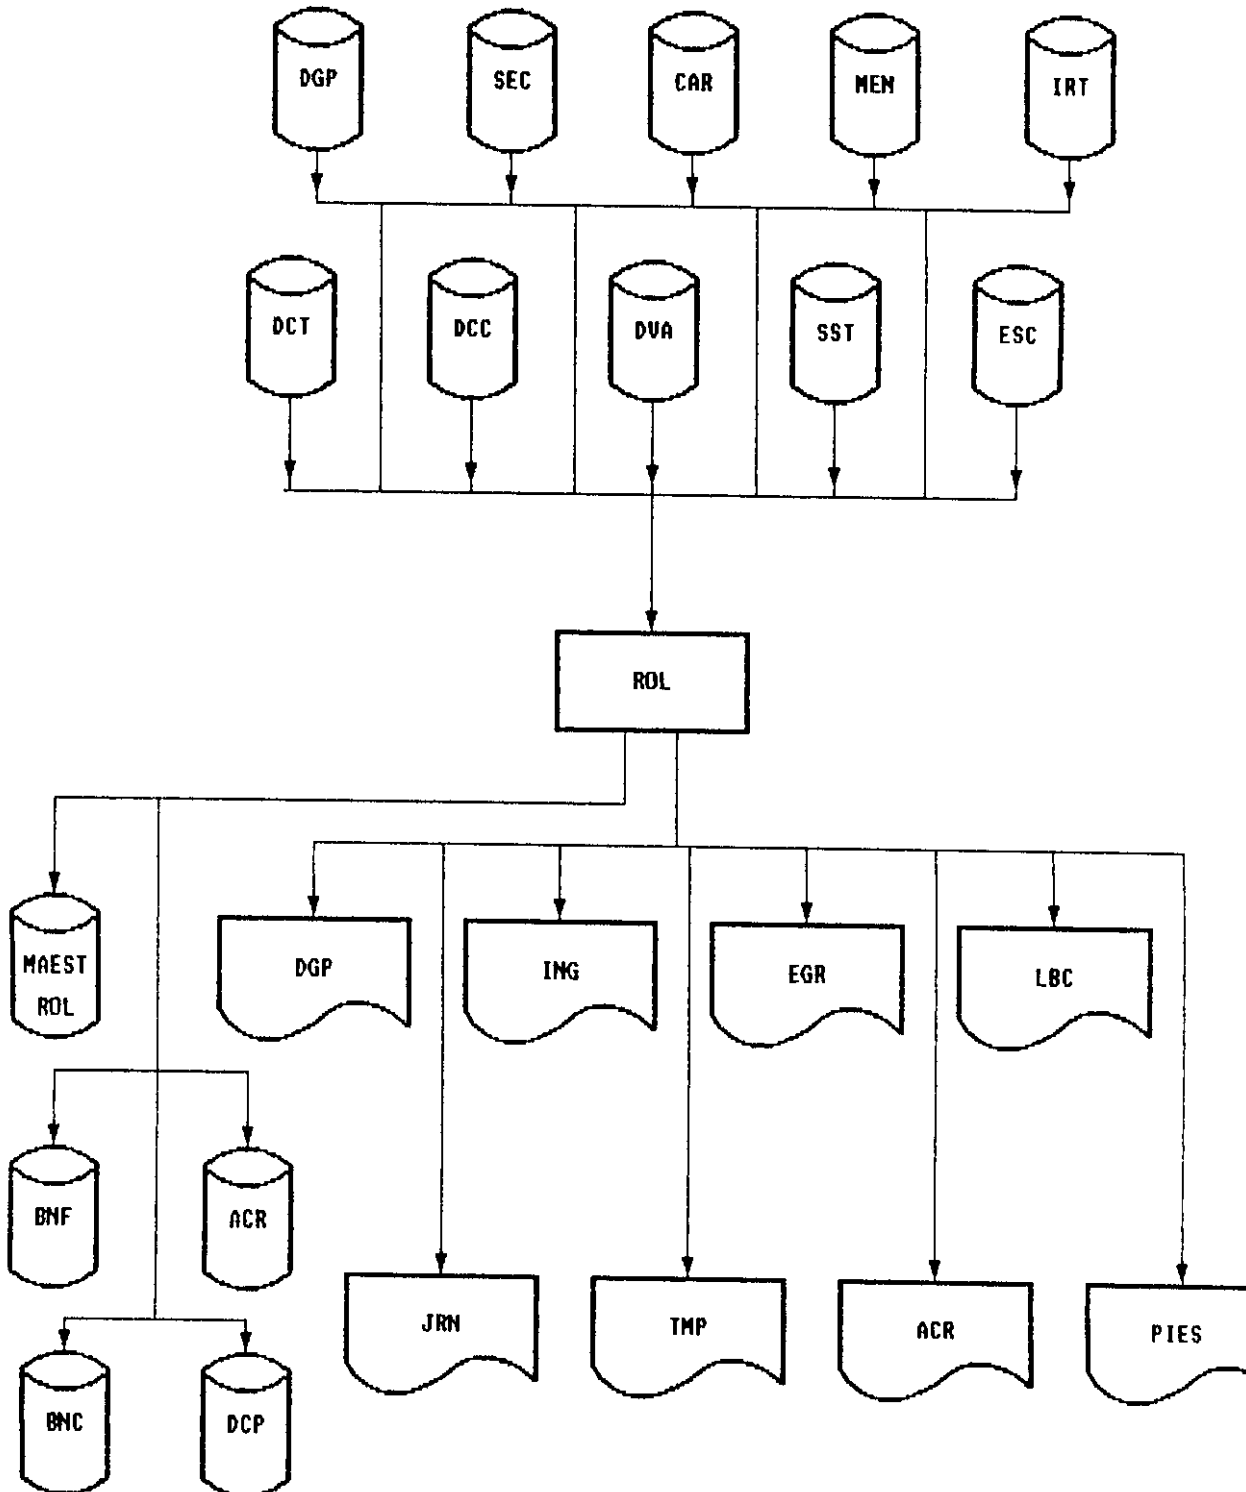 DGP
SEC
CAR
MEN
IRT
DCT
DCC
DVA
SST
ESC
ROL
MAEST
ROL
DGP
ING
EGR
LBC
BNF
ACR
JRN
TMP
ACR
PIES
BNC
DCP